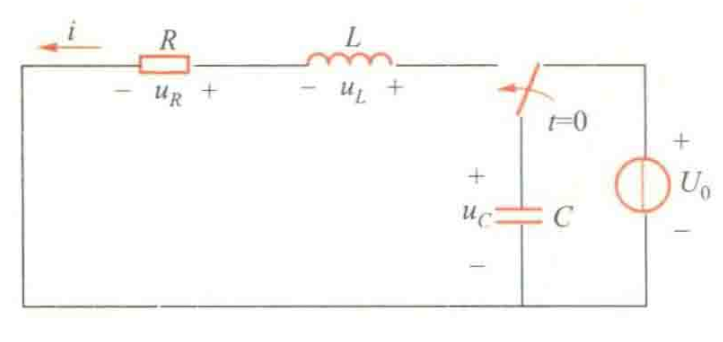 i
R
L
− u_R +
− u_L +
t=0
+
u_C
−
C
+
U_0
−